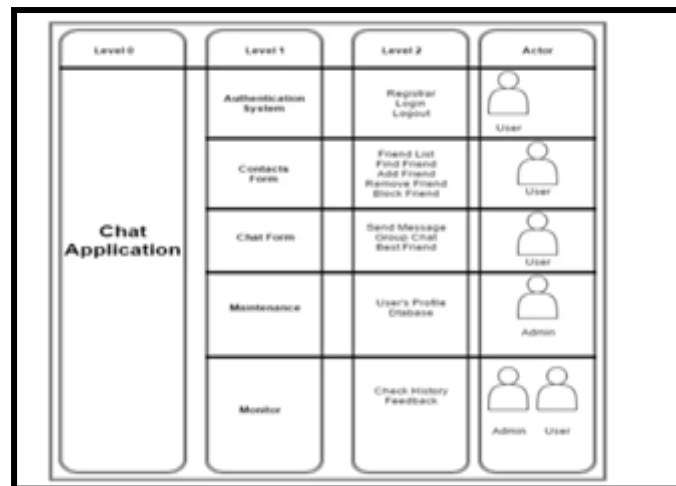 Level 0 Level 1 Level 2 Actor
Chat
Application
Authentication
System
Registrar
Login
Logout
User
Contacts
Form
Friend List
Find Friend
Add Friend
Remove Friend
Block Friend
User
Chat Form
Send Message
Group Chat
Best Friend
User
Maintenance
User's Profile
Dtabase
Admin
Monitor
Check History
Feedback
Admin User